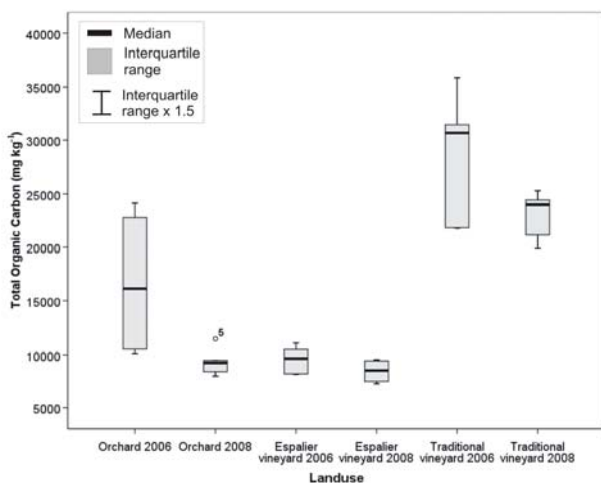 Median
Interquartile
range
Interquartile
range x 1.5
Total Organic Carbon (mg kg⁻¹)
40000
35000
30000
25000
20000
15000
10000
5000
5
Orchard 2006
Orchard 2008
Espalier
vineyard 2006
Espalier
vineyard 2008
Traditional
vineyard 2006
Traditional
vineyard 2008
Landuse